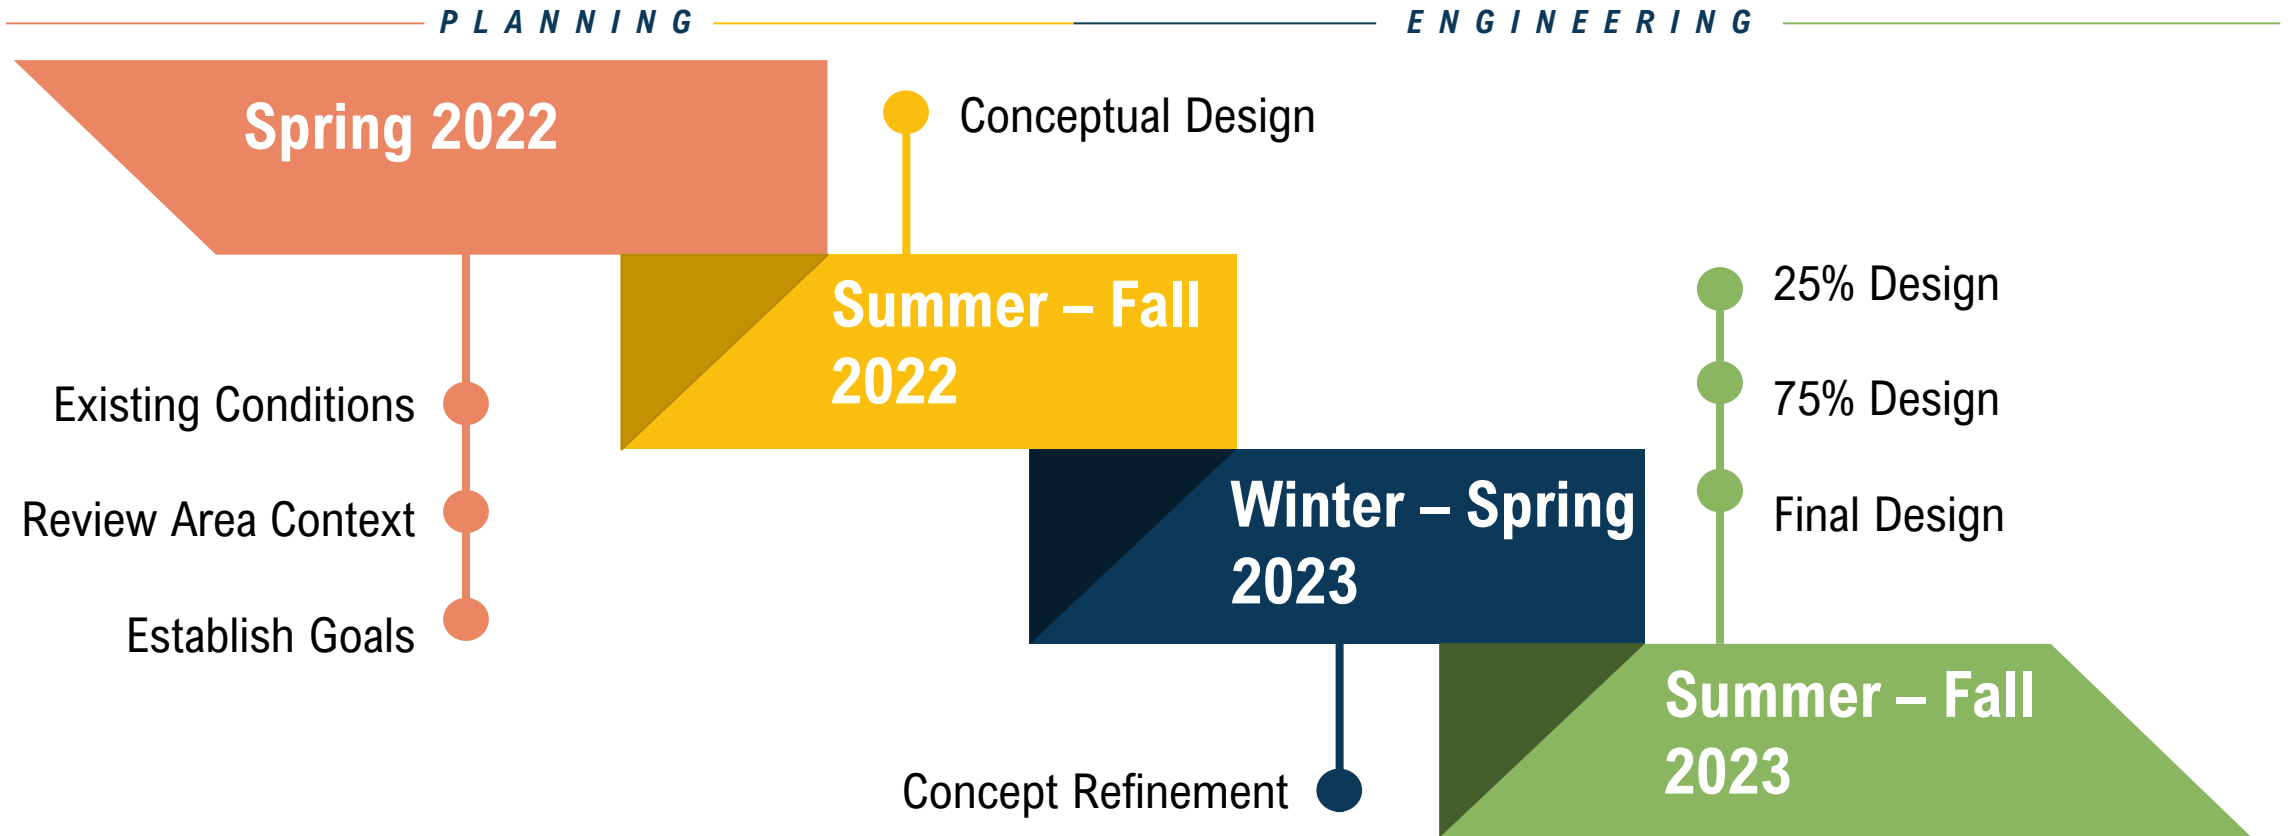 PLANNING
ENGINEERING
Spring 2022
Conceptual Design
Existing Conditions
Review Area Context
Establish Goals
Summer – Fall
2022
Winter – Spring
2023
Concept Refinement
25% Design
75% Design
Final Design
Summer – Fall
2023